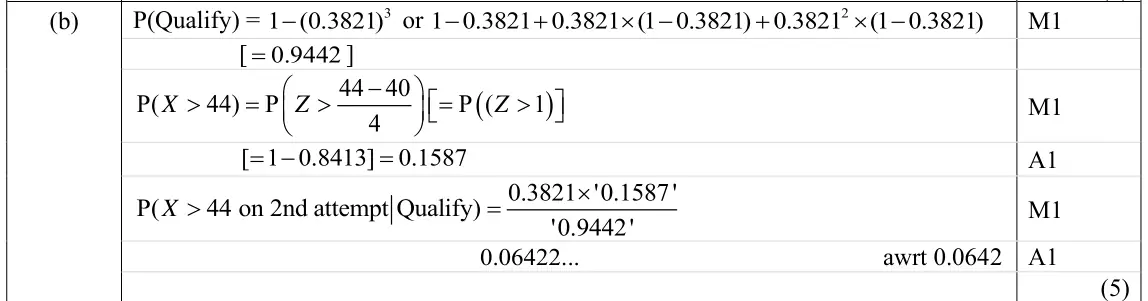 (b) P(Qualify) = 1−(0.3821)³ or 1−0.3821+0.3821×(1−0.3821)+0.3821²×(1−0.3821) M1
[=0.9442]
P(X > 44) = P(Z > (44−40)/4) [=P((Z >1)] M1
[=1−0.8413]=0.1587 A1
P(X > 44 on 2nd attempt|Qualify) = (0.3821×'0.1587')/('0.9442') M1
0.06422... awrt 0.0642 A1
(5)